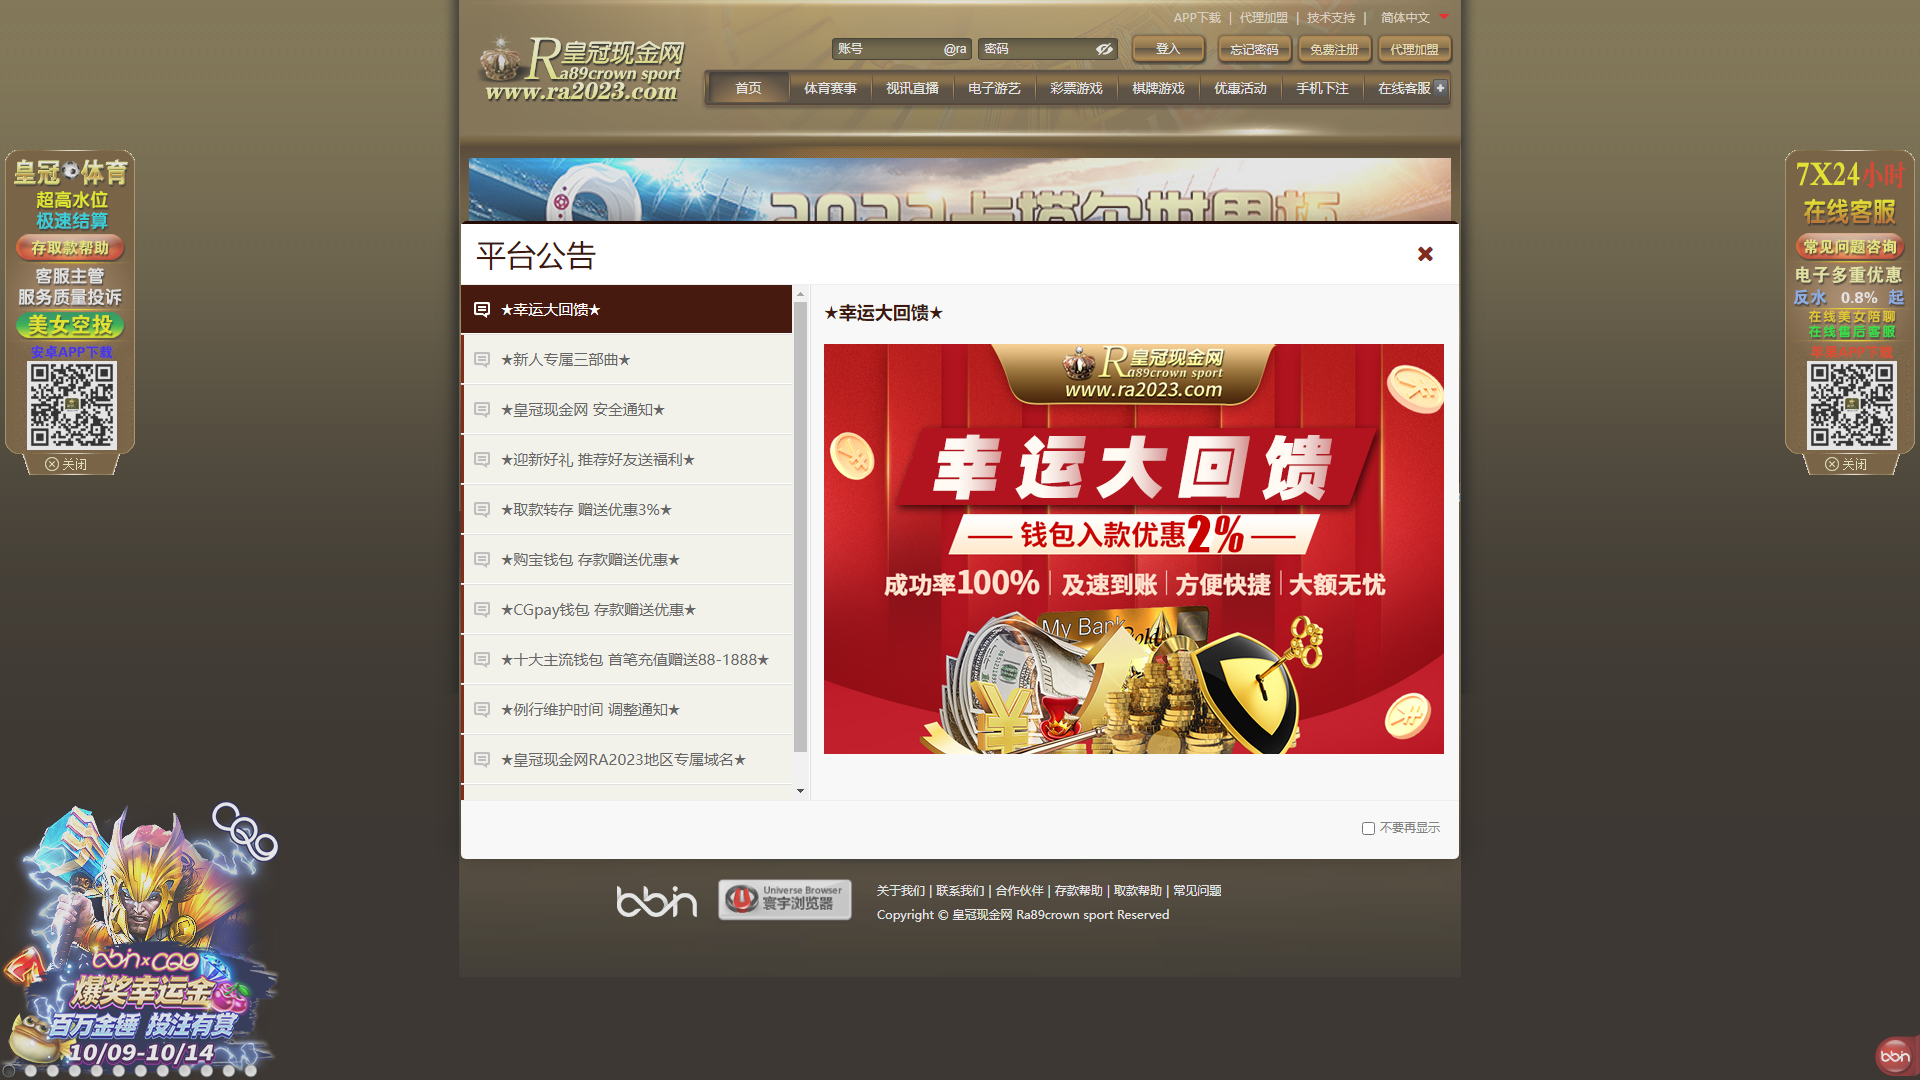 APP下载 | 代理加盟 | 技术支持 | 简体中文
R皇冠现金网
a89crown sport
www.ra2023.com
账号 @ra 密码 登入 忘记密码 免费注册 代理加盟
首页 体育赛事 视讯直播 电子游艺 彩票游戏 棋牌游戏 优惠活动 手机下注 在线客服
2022卡塔尔世界杯
皇冠体育
超高水位
极速结算
存取款帮助
客服主管
服务质量投诉
美女空投
安卓APP下载
关闭
7X24小时
在线客服
常见问题咨询
电子多重优惠
反水 0.8% 起
在线美女陪聊
在线售后客服
苹果APP下载
关闭
平台公告
★幸运大回馈★
★新人专属三部曲★
★皇冠现金网 安全通知★
★迎新好礼 推荐好友送福利★
★取款转存 赠送优惠3%★
★购宝钱包 存款赠送优惠★
★CGpay钱包 存款赠送优惠★
★十大主流钱包 首笔充值赠送88-1888★
★例行维护时间 调整通知★
★皇冠现金网RA2023地区专属域名★
★幸运大回馈★
R皇冠现金网
a89crown sport
www.ra2023.com
幸运大回馈
钱包入款优惠2%
成功率100% 及速到账 方便快捷 大额无忧
My Bank
Gold
不要再显示
CQ9
bbin x CQ9
爆奖幸运金
百万金锤 投注有赏
10/09-10/14
bbin
Universe Browser
寰宇浏览器
关于我们 | 联系我们 | 合作伙伴 | 存款帮助 | 取款帮助 | 常见问题
Copyright © 皇冠现金网 Ra89crown sport Reserved
bbin